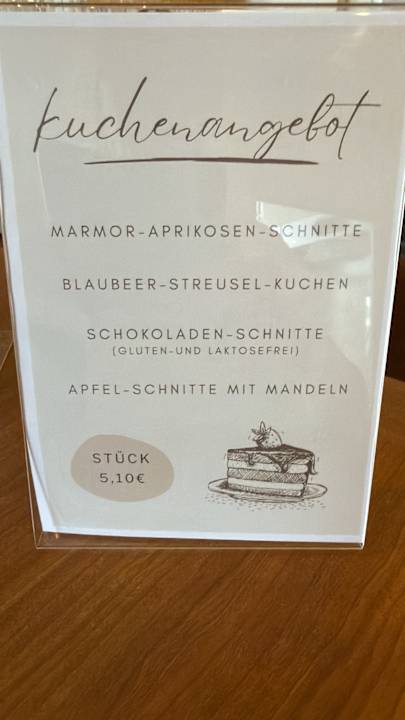 kuchenangebot
MARMOR-APRIKOSEN-SCHNITTE
BLAUBEER-STREUSEL-KUCHEN
SCHOKOLADEN-SCHNITTE
(GLUTEN-UND LAKTOSEFREI)
APFEL-SCHNITTE MIT MANDELN
STÜCK
5,10€